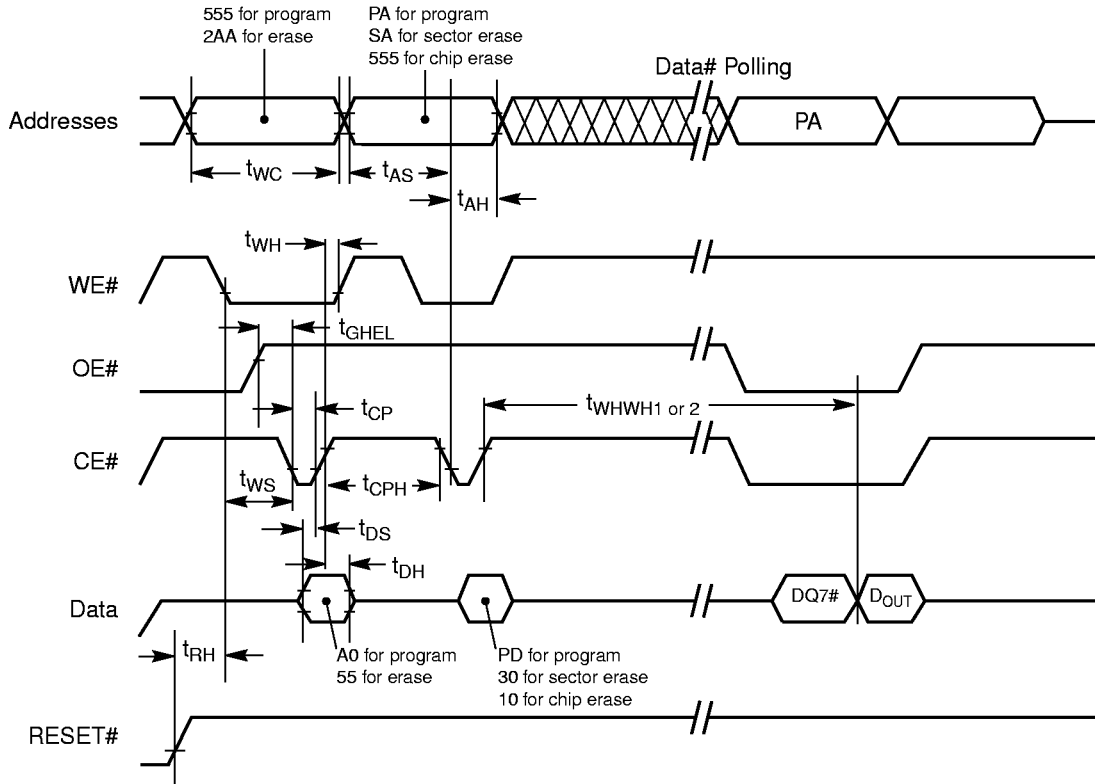 555 for program
2AA for erase
PA for program
SA for sector erase
555 for chip erase
Data# Polling
Addresses
PA
tWC
tAS
tAH
tWH
WE#
tGHEL
OE#
tWHWH1 or 2
tCP
CE#
tWS
tCPH
tDS
tDH
Data
DQ7#
DOUT
tRH
A0 for program
55 for erase
PD for program
30 for sector erase
10 for chip erase
RESET#